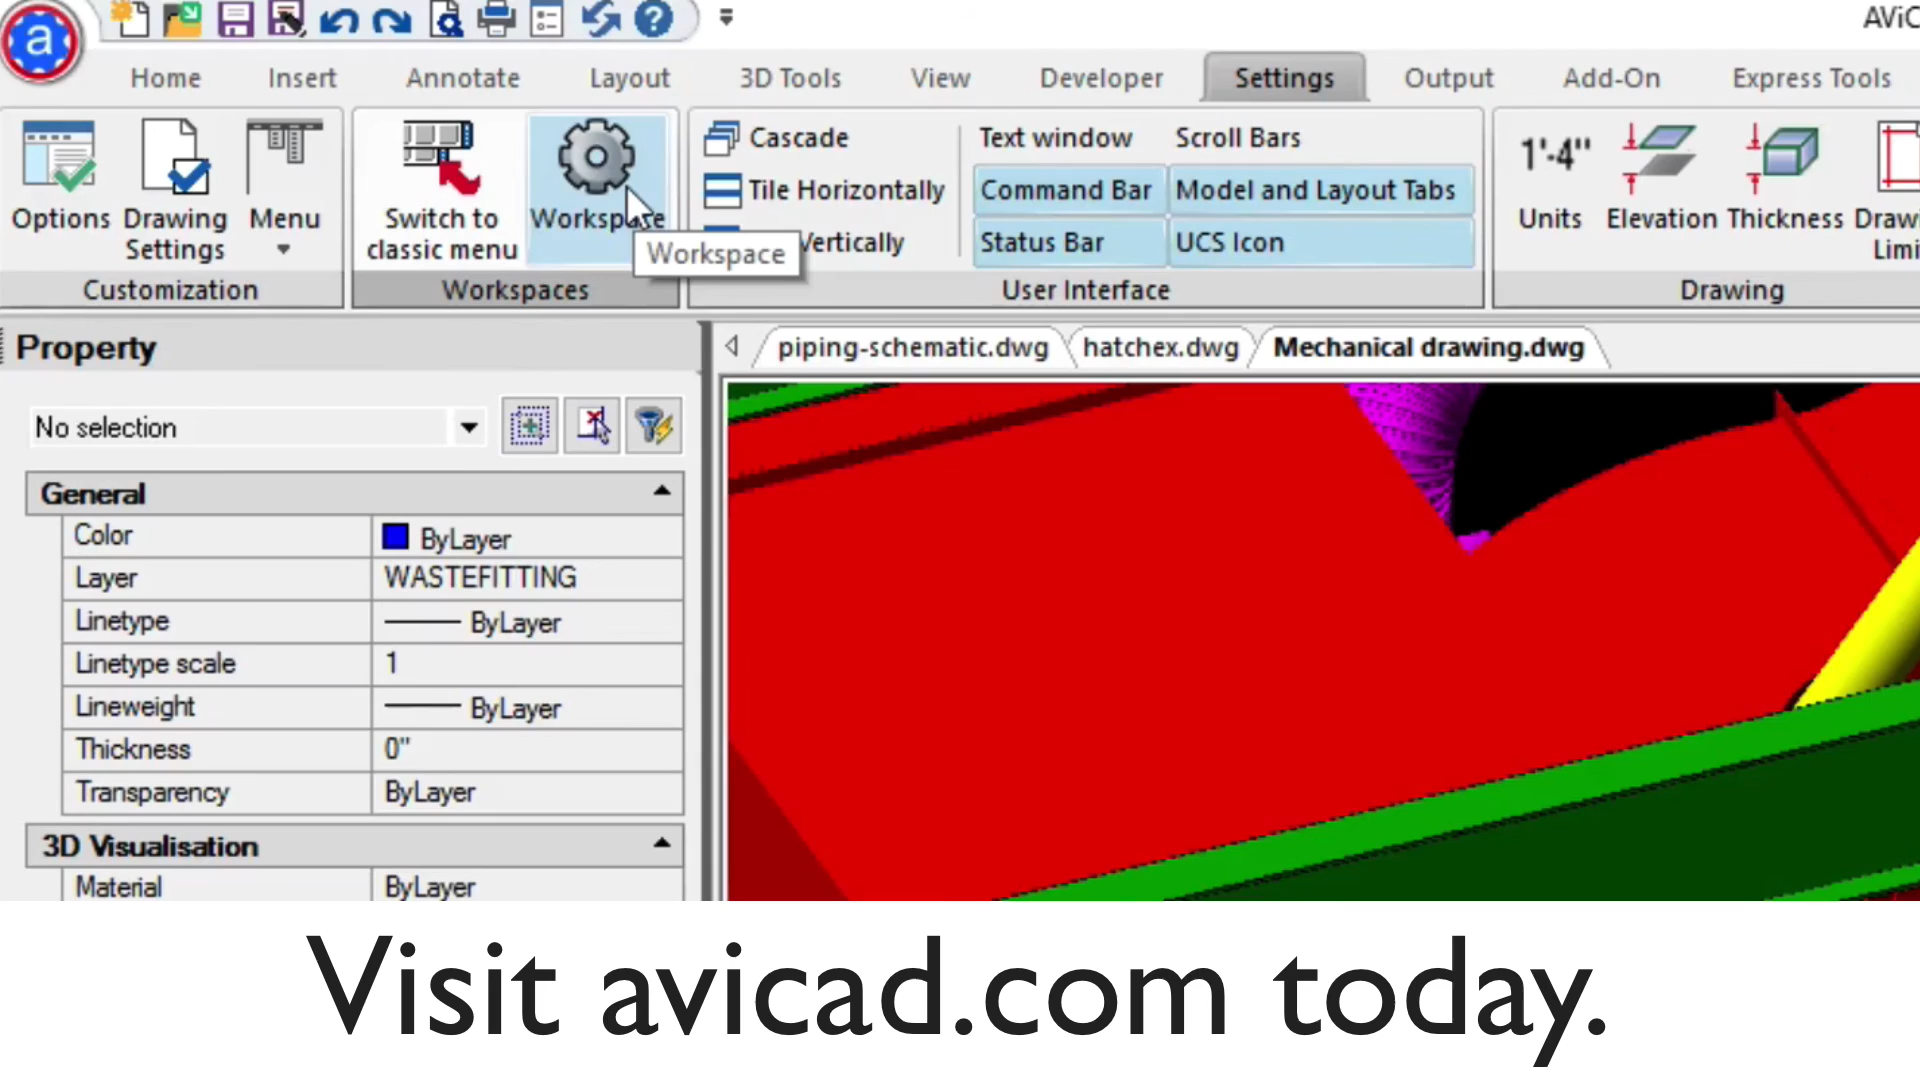 a
AViC
Home Insert Annotate Layout 3D Tools View Developer Settings Output Add-On Express Tools
Options
Drawing Settings
Menu
Customization
Switch to classic menu
Workspace
Workspace
Workspaces
Cascade
Tile Horizontally
Vertically
Text window
Command Bar
Status Bar
Scroll Bars
Model and Layout Tabs
UCS Icon
User Interface
1'-4"
Units
Elevation
Thickness
Drawing
Property
piping-schematic.dwg hatchex.dwg Mechanical drawing.dwg
No selection
General
Color ByLayer
Layer WASTEFITTING
Linetype ByLayer
Linetype scale 1
Lineweight ByLayer
Thickness 0"
Transparency ByLayer
3D Visualisation
Material ByLayer
Visit avicad.com today.